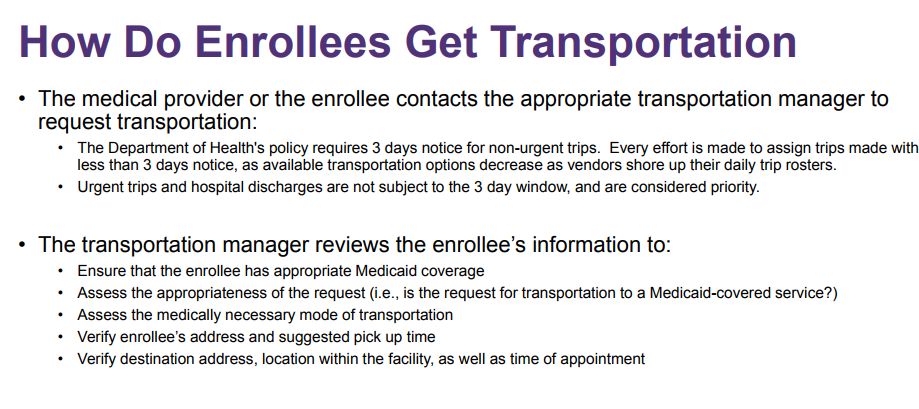 How Do Enrollees Get Transportation
• The medical provider or the enrollee contacts the appropriate transportation manager to
request transportation:
• The Department of Health's policy requires 3 days notice for non-urgent trips.  Every effort is made to assign trips made with
less than 3 days notice, as available transportation options decrease as vendors shore up their daily trip rosters.
• Urgent trips and hospital discharges are not subject to the 3 day window, and are considered priority.
• The transportation manager reviews the enrollee’s information to:
• Ensure that the enrollee has appropriate Medicaid coverage
• Assess the appropriateness of the request (i.e., is the request for transportation to a Medicaid-covered service?)
• Assess the medically necessary mode of transportation
• Verify enrollee’s address and suggested pick up time
• Verify destination address, location within the facility, as well as time of appointment